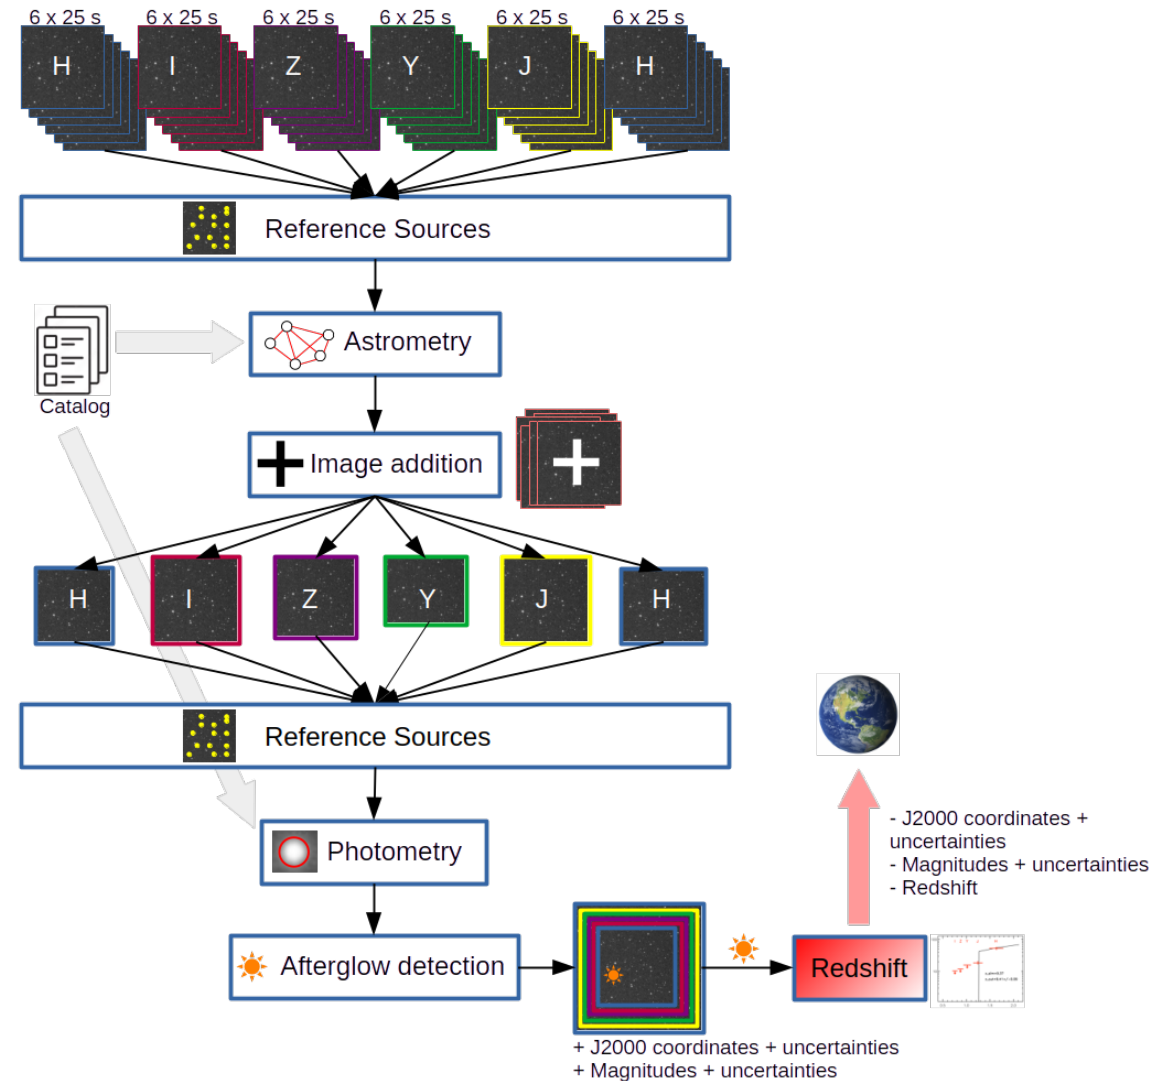 6 x 25 s 6 x 25 s 6 x 25 s 6 x 25 s 6 x 25 s 6 x 25 s
H I Z Y J H
Reference Sources
Astrometry
Catalog
Image addition
H I Z Y J H
Reference Sources
Photometry
- J2000 coordinates +
uncertainties
- Magnitudes + uncertainties
- Redshift
Afterglow detection
Redshift
+ J2000 coordinates + uncertainties
+ Magnitudes + uncertainties